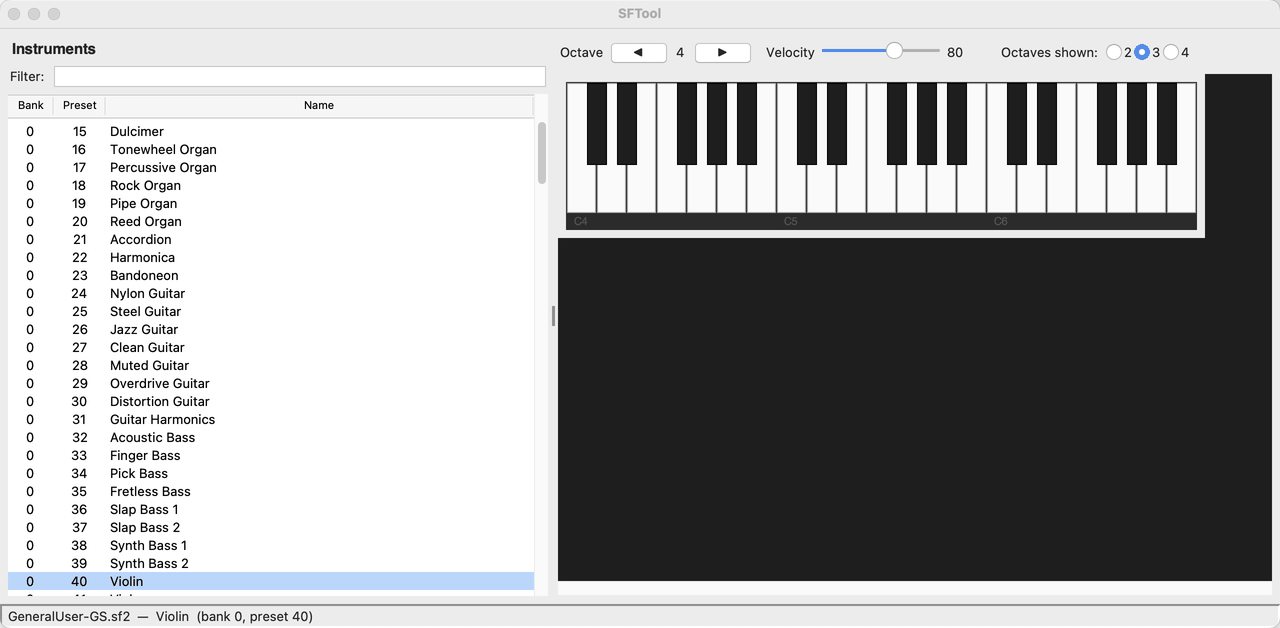 SFTool
Instruments
Octave ◀ 4 ▶ Velocity 80 Octaves shown: 2 3 4
Filter:
Bank Preset Name
0 15 Dulcimer
0 16 Tonewheel Organ
0 17 Percussive Organ
0 18 Rock Organ
0 19 Pipe Organ
0 20 Reed Organ
0 21 Accordion
0 22 Harmonica
0 23 Bandoneon
0 24 Nylon Guitar
0 25 Steel Guitar
0 26 Jazz Guitar
0 27 Clean Guitar
0 28 Muted Guitar
0 29 Overdrive Guitar
0 30 Distortion Guitar
0 31 Guitar Harmonics
0 32 Acoustic Bass
0 33 Finger Bass
0 34 Pick Bass
0 35 Fretless Bass
0 36 Slap Bass 1
0 37 Slap Bass 2
0 38 Synth Bass 1
0 39 Synth Bass 2
0 40 Violin
C4 C5 C6
GeneralUser-GS.sf2 — Violin (bank 0, preset 40)